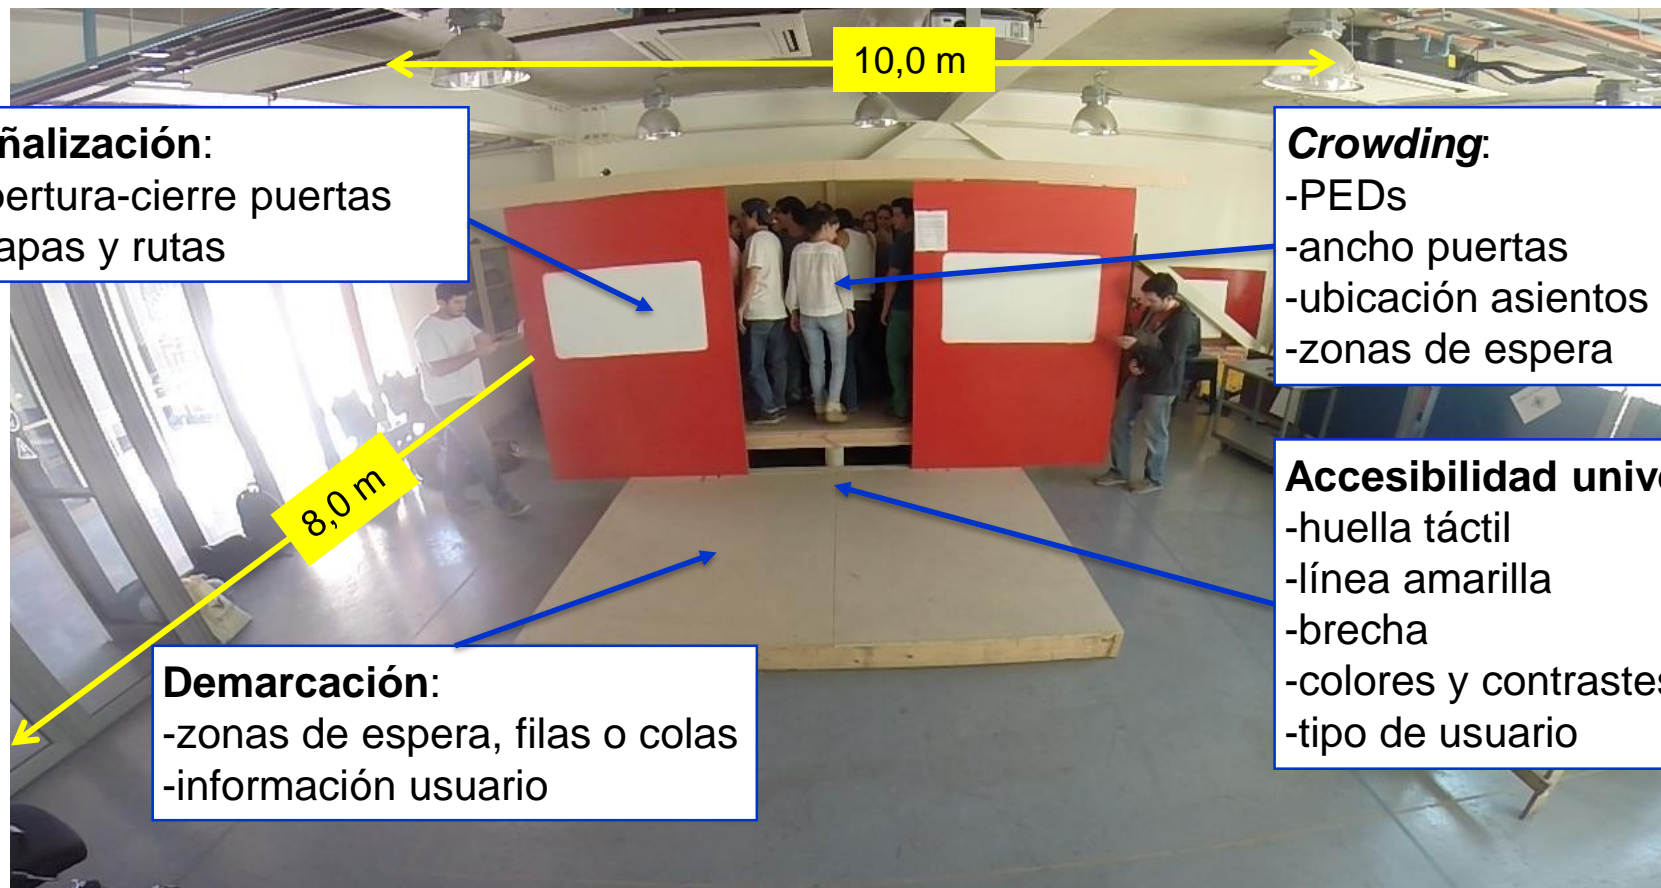 10,0 m
ñalización:
pertura-cierre puertas
apas y rutas
Crowding:
-PEDs
-ancho puertas
-ubicación asientos
-zonas de espera
8,0 m
Accesibilidad unive
-huella táctil
-línea amarilla
-brecha
-colores y contrastes
-tipo de usuario
Demarcación:
-zonas de espera, filas o colas
-información usuario